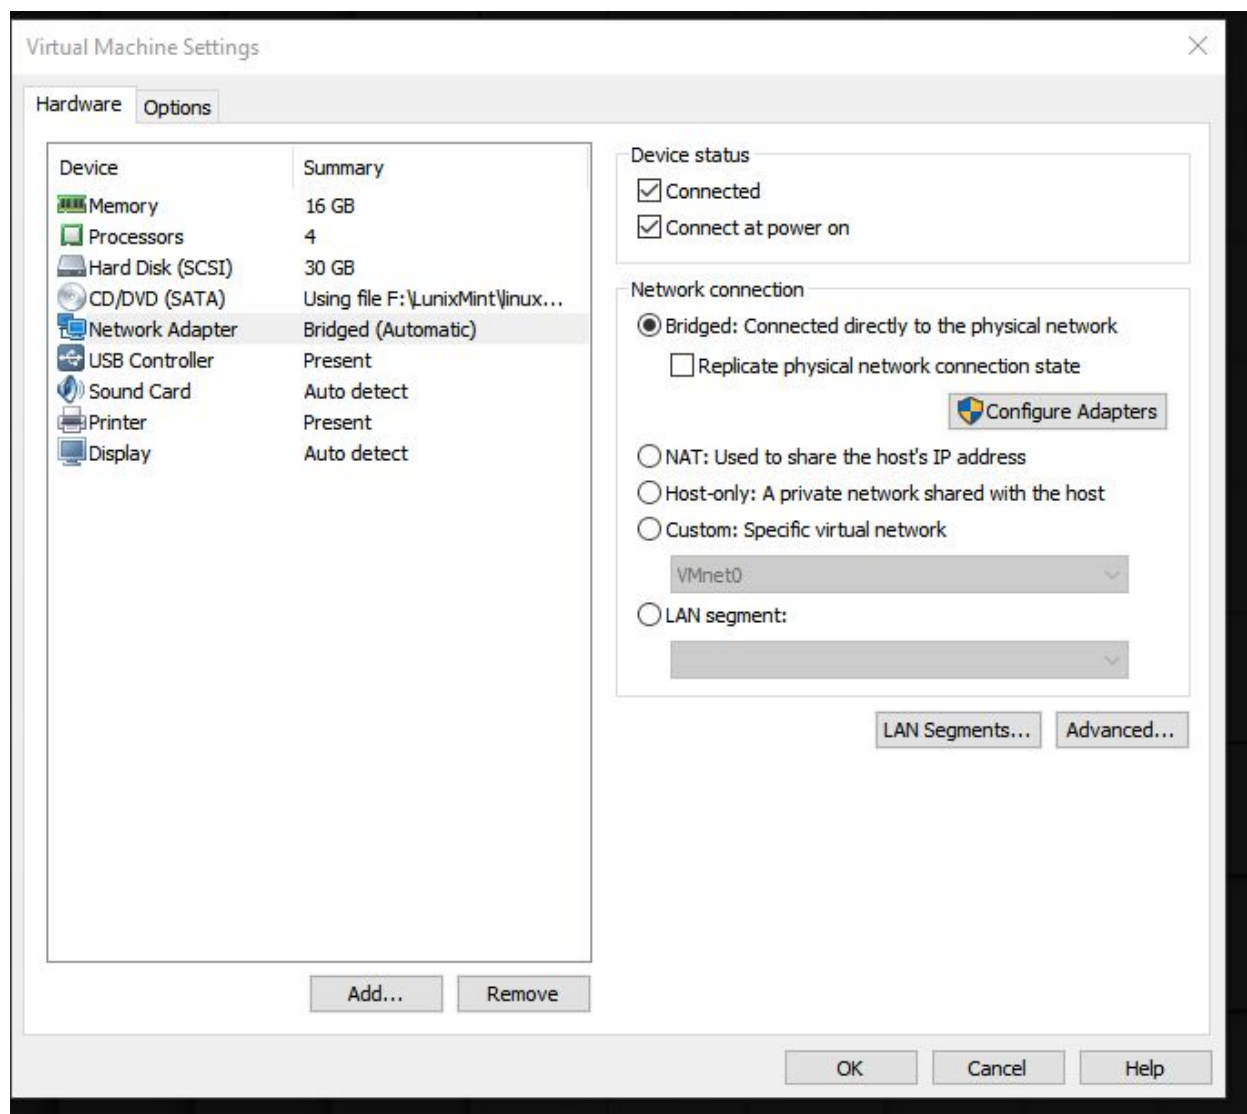 Virtual Machine Settings
Hardware
Options
Device Summary
Memory 16 GB
Processors 4
Hard Disk (SCSI) 30 GB
CD/DVD (SATA) Using file F:\LunixMint\linux...
Network Adapter Bridged (Automatic)
USB Controller Present
Sound Card Auto detect
Printer Present
Display Auto detect
Add...
Remove
Device status
Connected
Connect at power on
Network connection
Bridged: Connected directly to the physical network
Replicate physical network connection state
Configure Adapters
NAT: Used to share the host's IP address
Host-only: A private network shared with the host
Custom: Specific virtual network
VMnet0
LAN segment:
LAN Segments...
Advanced...
OK
Cancel
Help